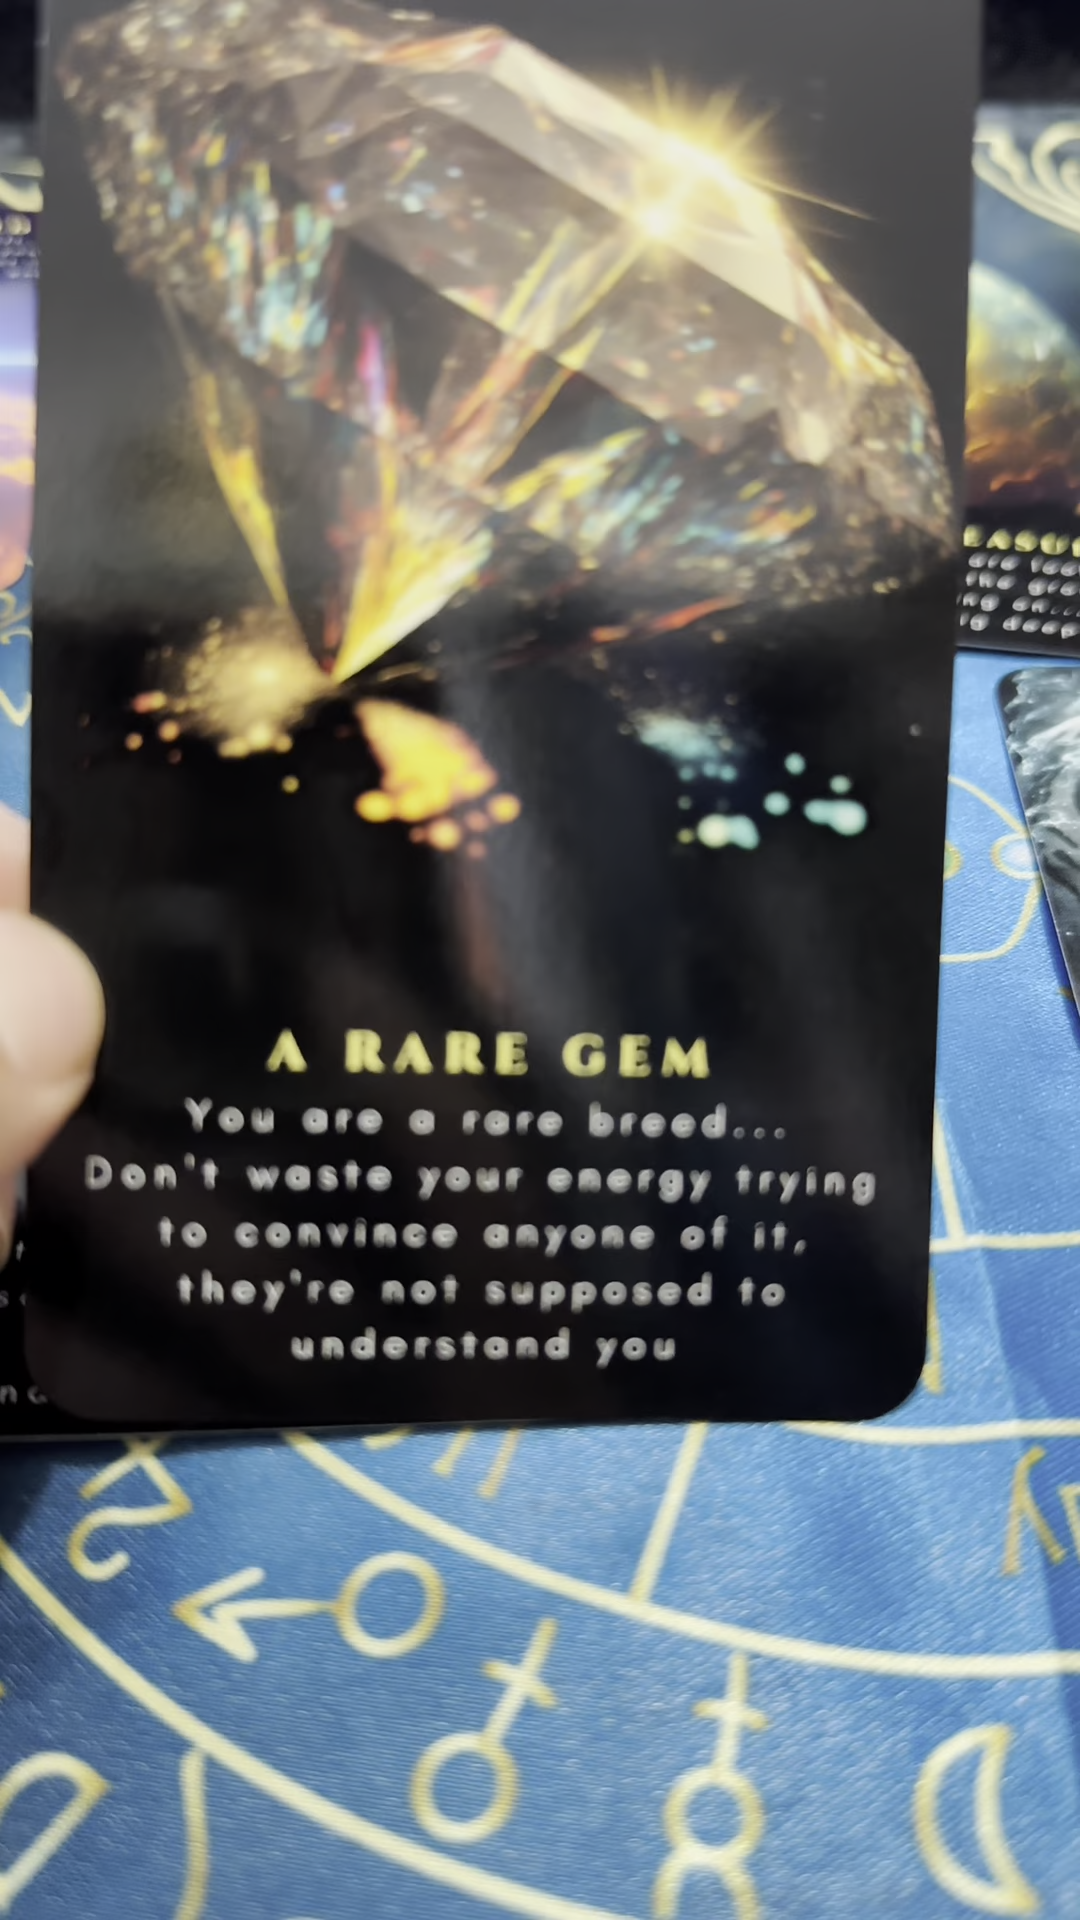 A RARE GEM
You are a rare breed...
Don't waste your energy trying
to convince anyone of it,
they're not supposed to
understand you